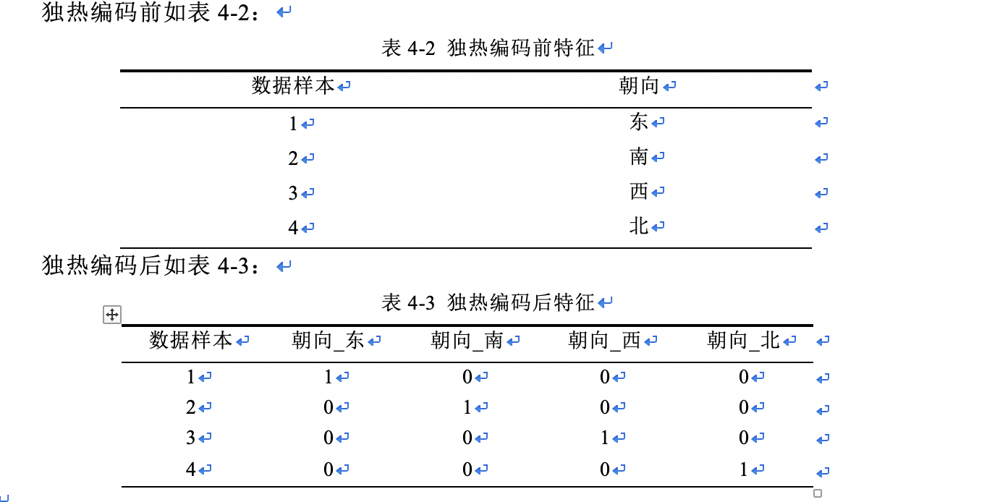 独热编码前如表 4-2：
表 4-2 独热编码前特征
数据样本 朝向
1 东
2 南
3 西
4 北
独热编码后如表 4-3：
表 4-3 独热编码后特征
数据样本 朝向_东 朝向_南 朝向_西 朝向_北
1 1 0 0 0
2 0 1 0 0
3 0 0 1 0
4 0 0 0 1